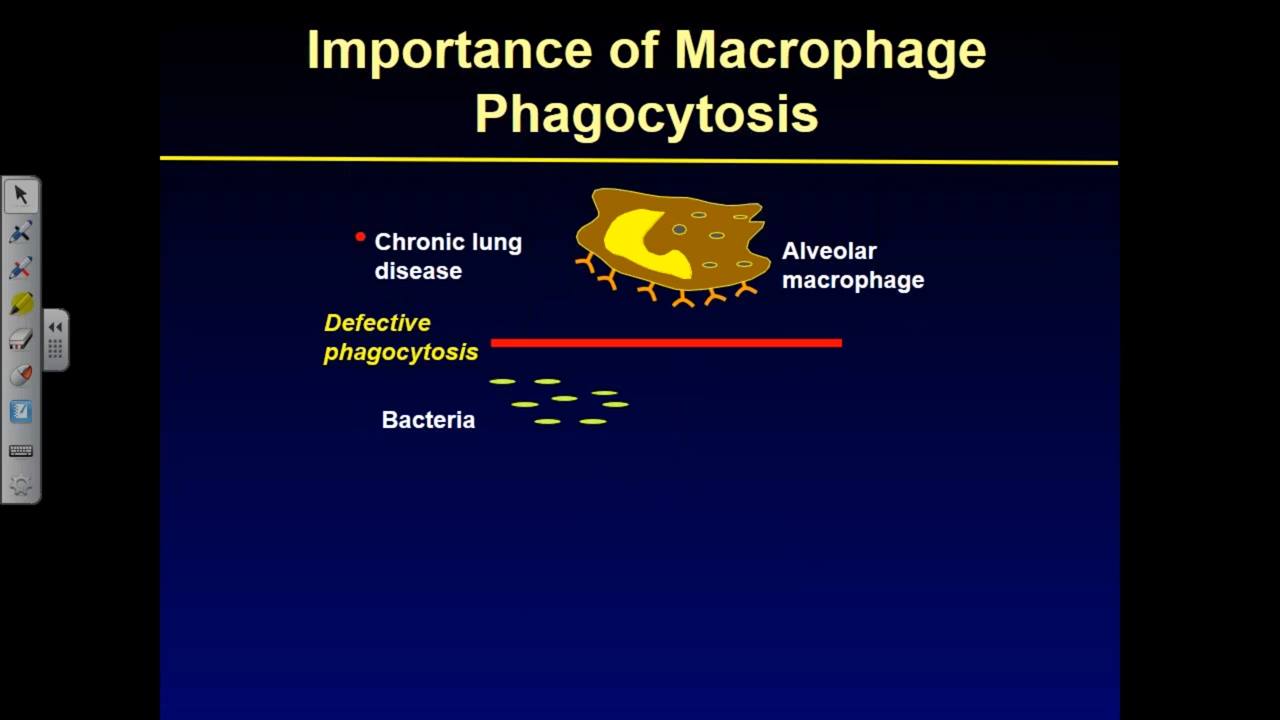 Importance of Macrophage
Phagocytosis
Chronic lung
disease
Alveolar
macrophage
Defective
phagocytosis
Bacteria